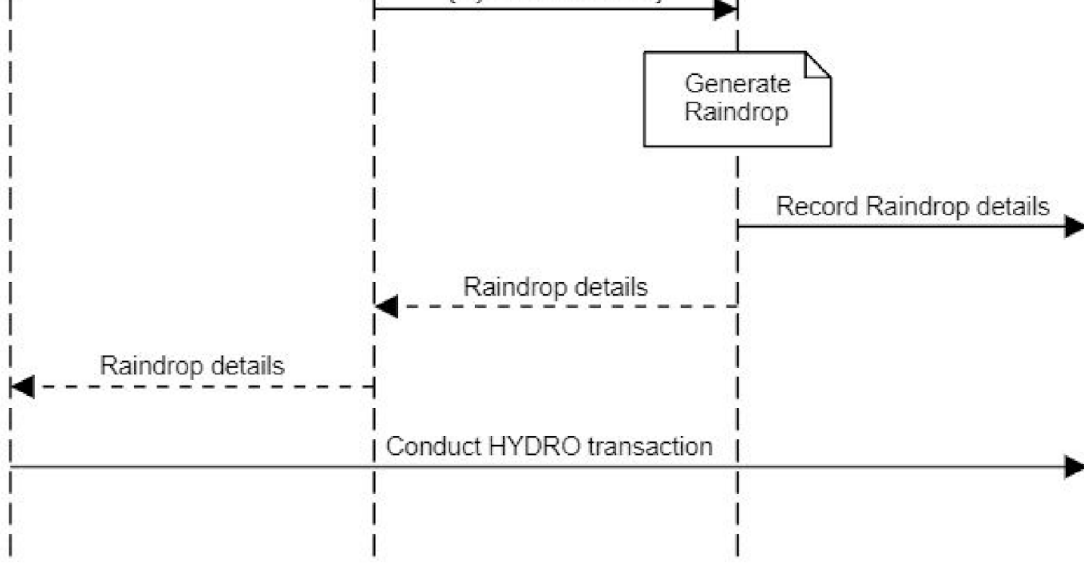 Generate
Raindrop
Record Raindrop details
Raindrop details
Raindrop details
Conduct HYDRO transaction